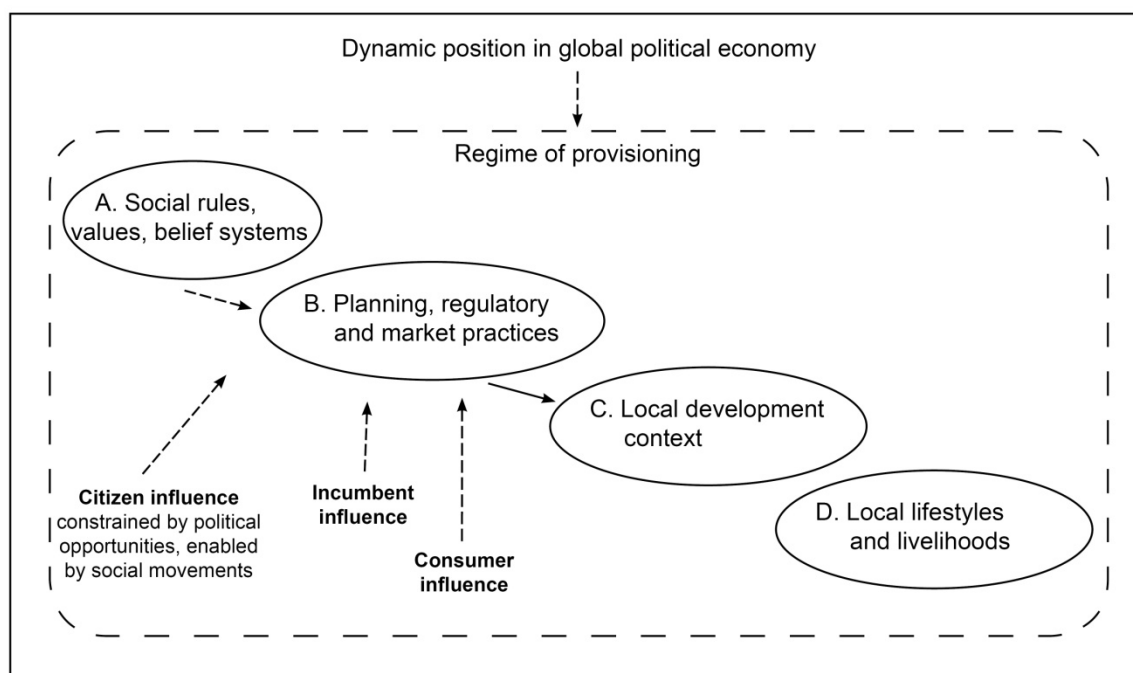 Dynamic position in global political economy
Regime of provisioning
A. Social rules,
values, belief systems
B. Planning, regulatory
and market practices
C. Local development
context
D. Local lifestyles
and livelihoods
Citizen influence
constrained by political
opportunities, enabled
by social movements
Incumbent
influence
Consumer
influence